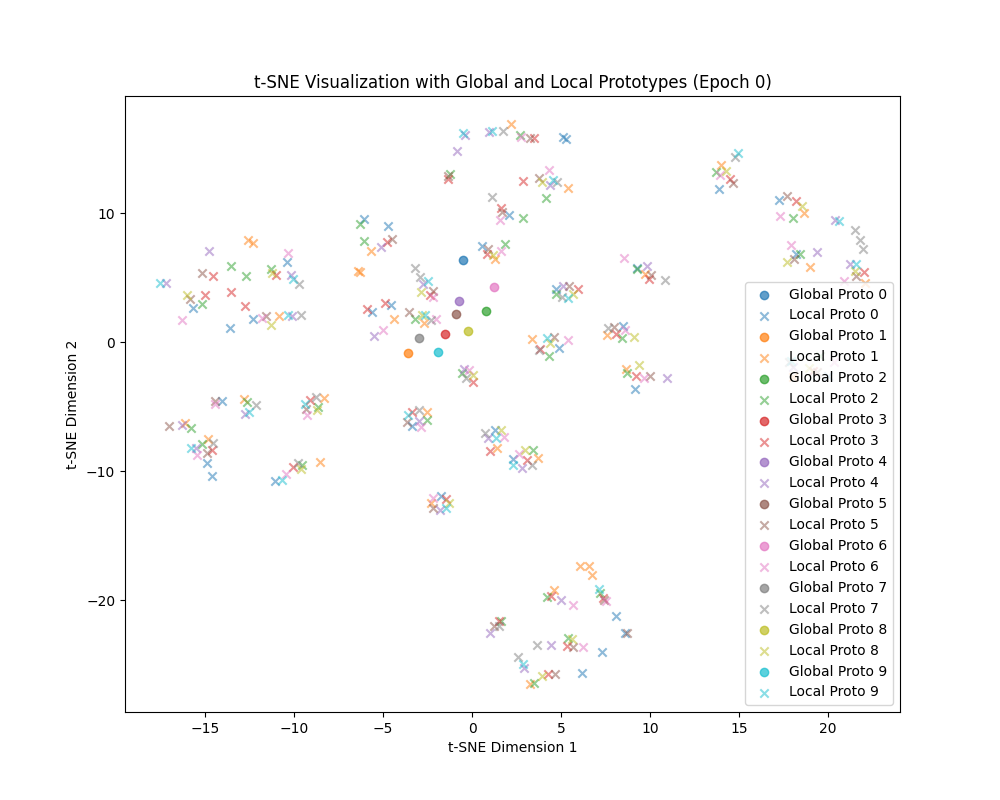 t-SNE Visualization with Global and Local Prototypes (Epoch 0)
t-SNE Dimension 2
10
0
−10
−20
Global Proto 0
Local Proto 0
Global Proto 1
Local Proto 1
Global Proto 2
Local Proto 2
Global Proto 3
Local Proto 3
Global Proto 4
Local Proto 4
Global Proto 5
Local Proto 5
Global Proto 6
Local Proto 6
Global Proto 7
Local Proto 7
Global Proto 8
Local Proto 8
Global Proto 9
Local Proto 9
−15 −10 −5 0 5 10 15 20
t-SNE Dimension 1